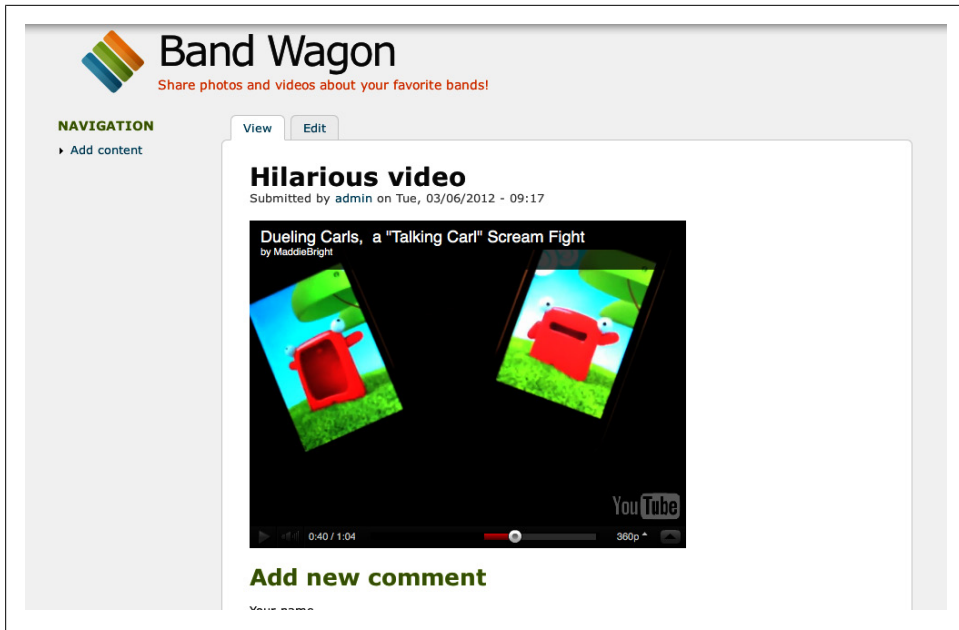 Band Wagon
Share photos and videos about your favorite bands!
NAVIGATION
Add content
View Edit
Hilarious video
Submitted by admin on Tue, 03/06/2012 - 09:17
Dueling Carls, a "Talking Carl" Scream Fight
by MaddieBright
YouTube
0:40 / 1:04 360p
Add new comment
Your name